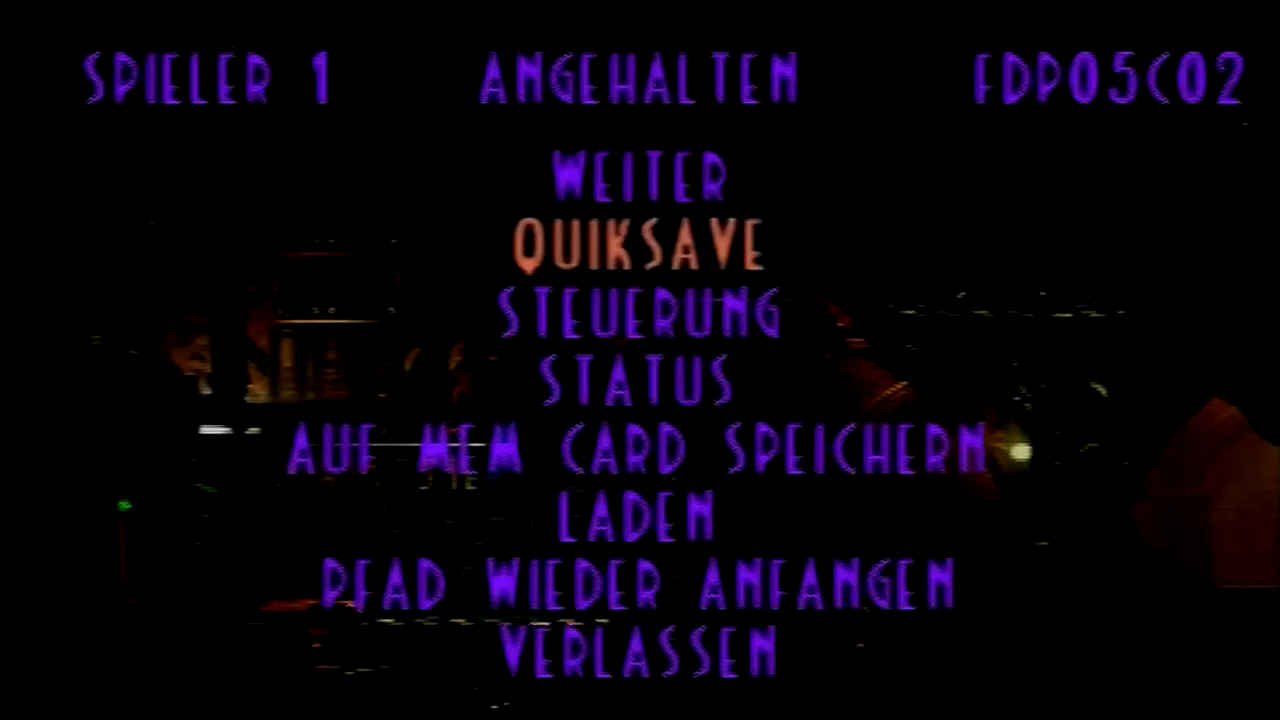 SPIELER 1 ANGEHALTEN FDP05C02
WEITER
QUIKSAVE
STEUERUNG
STATUS
AUF MEM CARD SPEICHERN
LADEN
PFAD WIEDER ANFANGEN
VERLASSEN